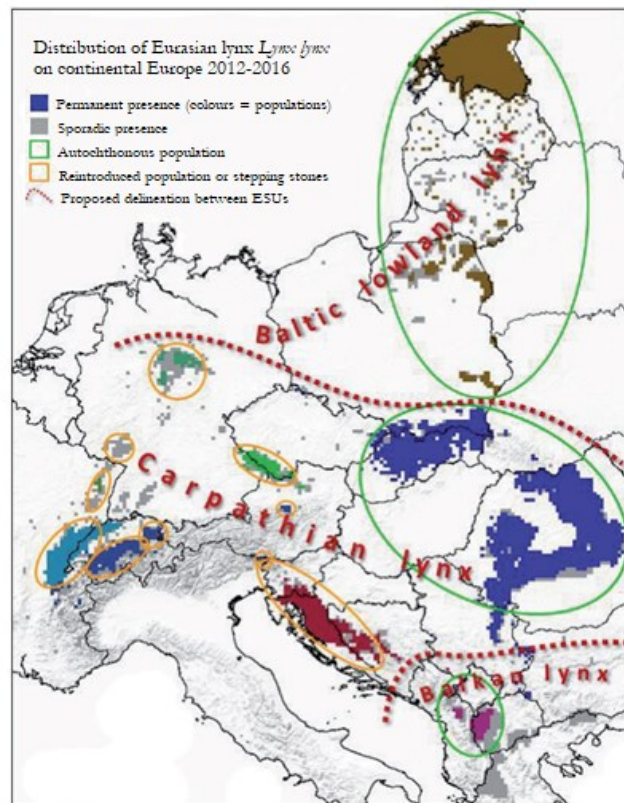 Distribution of Eurasian lynx Lynx lynx
on continental Europe 2012-2016
Permanent presence (colours = populations)
Sporadic presence
Autochthonous population
Reintroduced population or stepping stones
Proposed delineation between ESUs
Baltic lowland lynx
Carpathian lynx
Balkan lynx